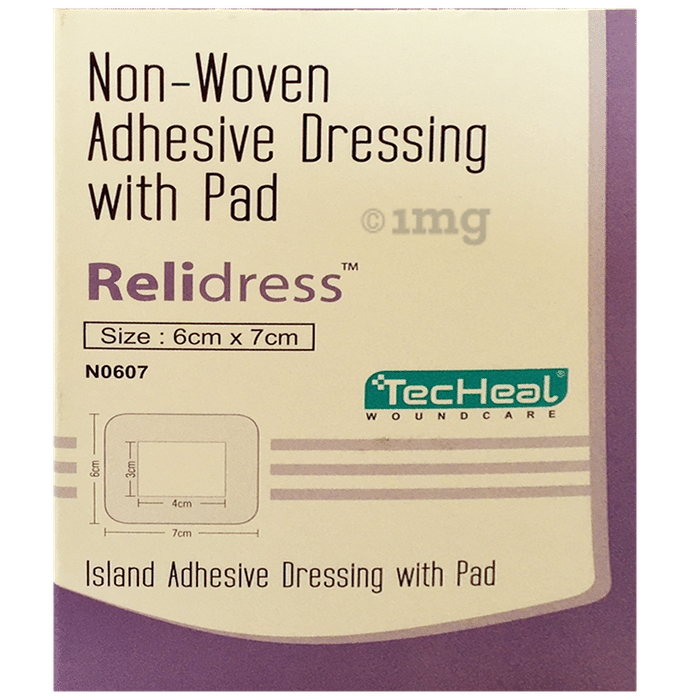 Non-Woven
Adhesive Dressing
with Pad
© 1mg
Relidress™
Size : 6cm x 7cm
N0607
TecHeal®
WOUNDCARE
6cm
3cm
4cm
7cm
Island Adhesive Dressing with Pad